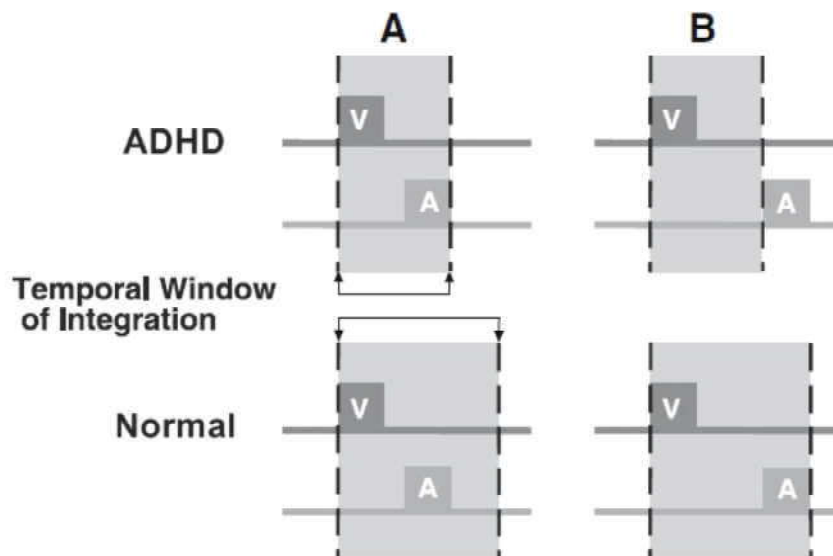 A B
V V
ADHD
A A
Temporal Window
of Integration
V V
Normal
A A